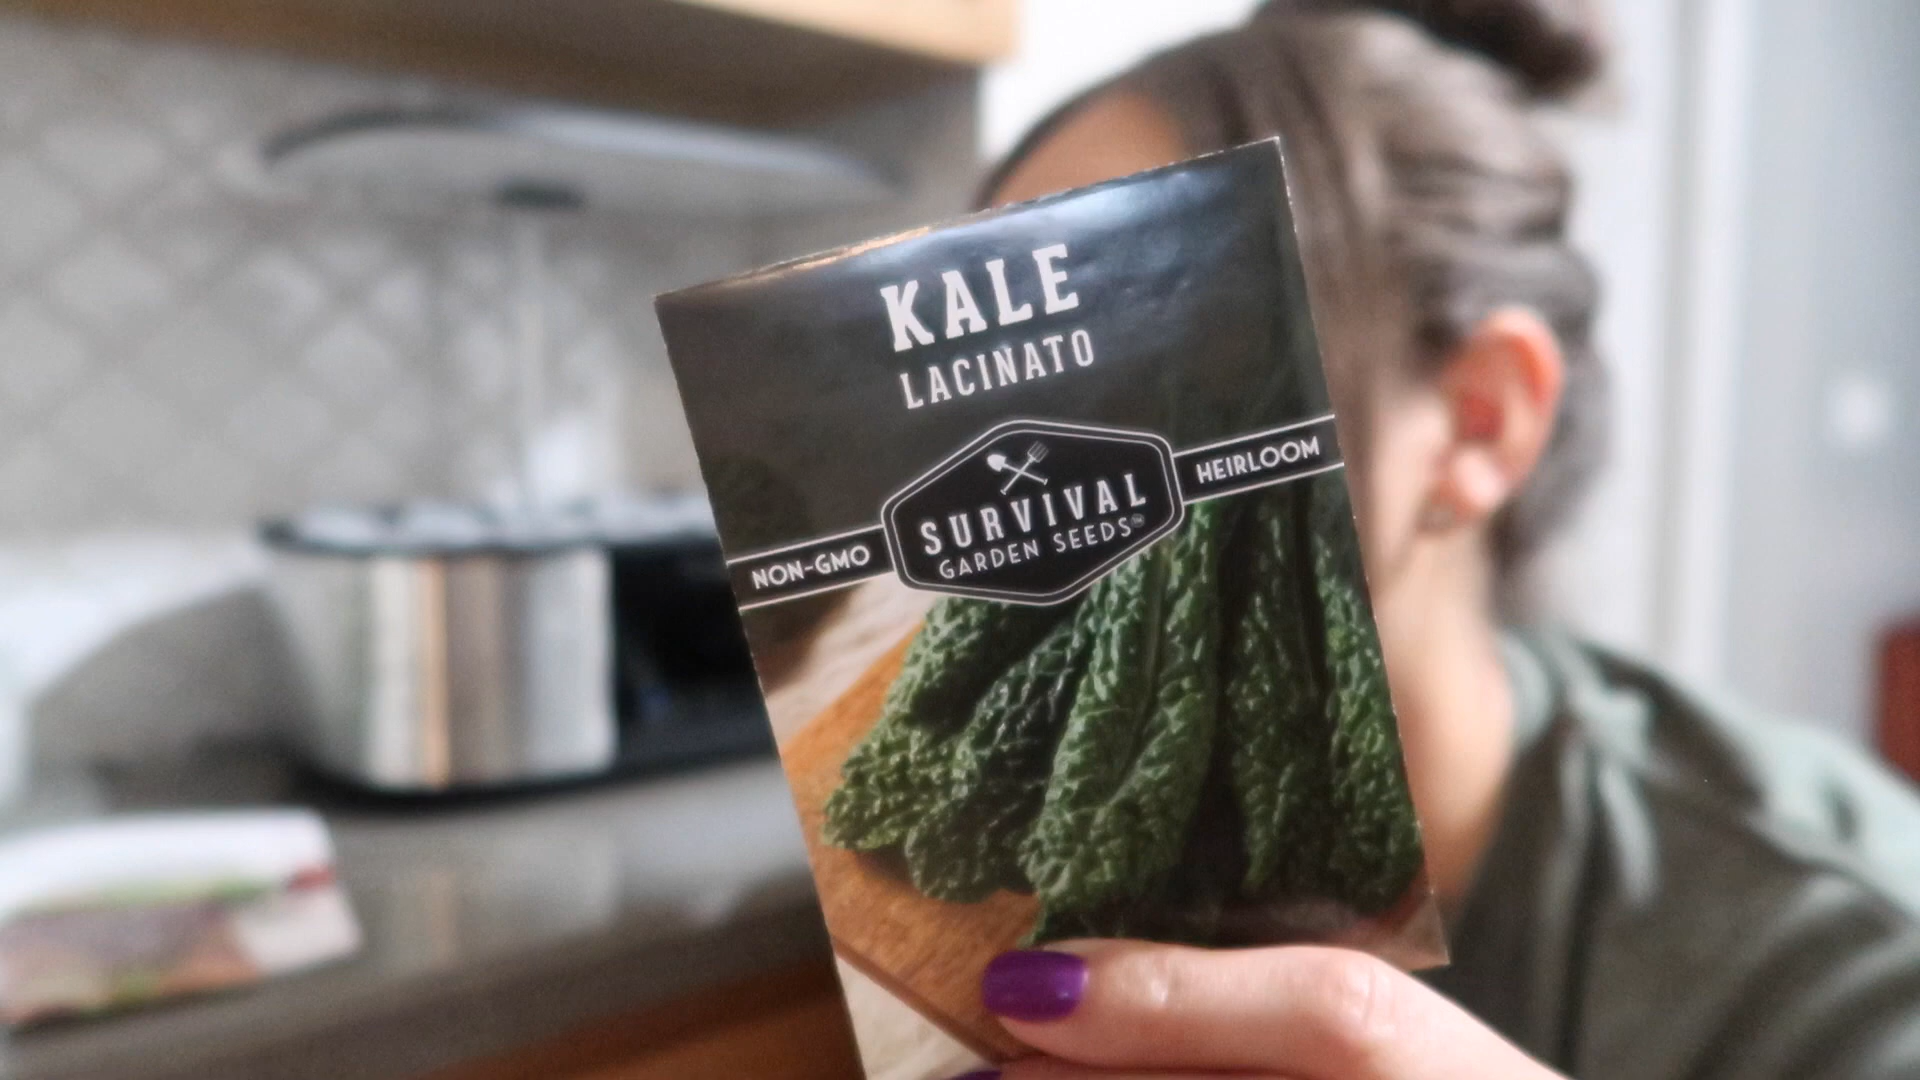 KALE
LACINATO
NON-GMO
SURVIVAL
GARDEN SEEDS™
HEIRLOOM